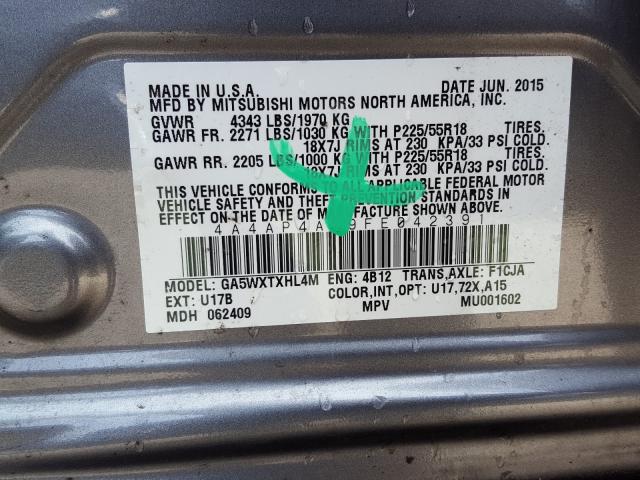 MADE IN U.S.A. DATE JUN. 2015
MFD BY MITSUBISHI MOTORS NORTH AMERICA, INC.
GVWR 4343 LBS/1970 KG
GAWR FR. 2271 LBS/1030 KG WITH P225/55R18 TIRES.
18X7J RIMS AT 230 KPA/33 PSI COLD.
GAWR RR. 2205 LBS/1000 KG WITH P225/55R18 TIRES.
18X7J RIMS AT 230 KPA/33 PSI COLD.
THIS VEHICLE CONFORMS TO ALL APPLICABLE FEDERAL MOTOR
VEHICLE SAFETY AND THEFT PREVENTION STANDARDS IN
EFFECT ON THE DATE OF MANUFACTURE SHOWN ABOVE.
MODEL: GA5WXTXHL4M ENG: 4B12 TRANS,AXLE: F1CJA
EXT: U17B COLOR,INT,OPT: U17,72X,A15
MDH 062409 MPV MU001602